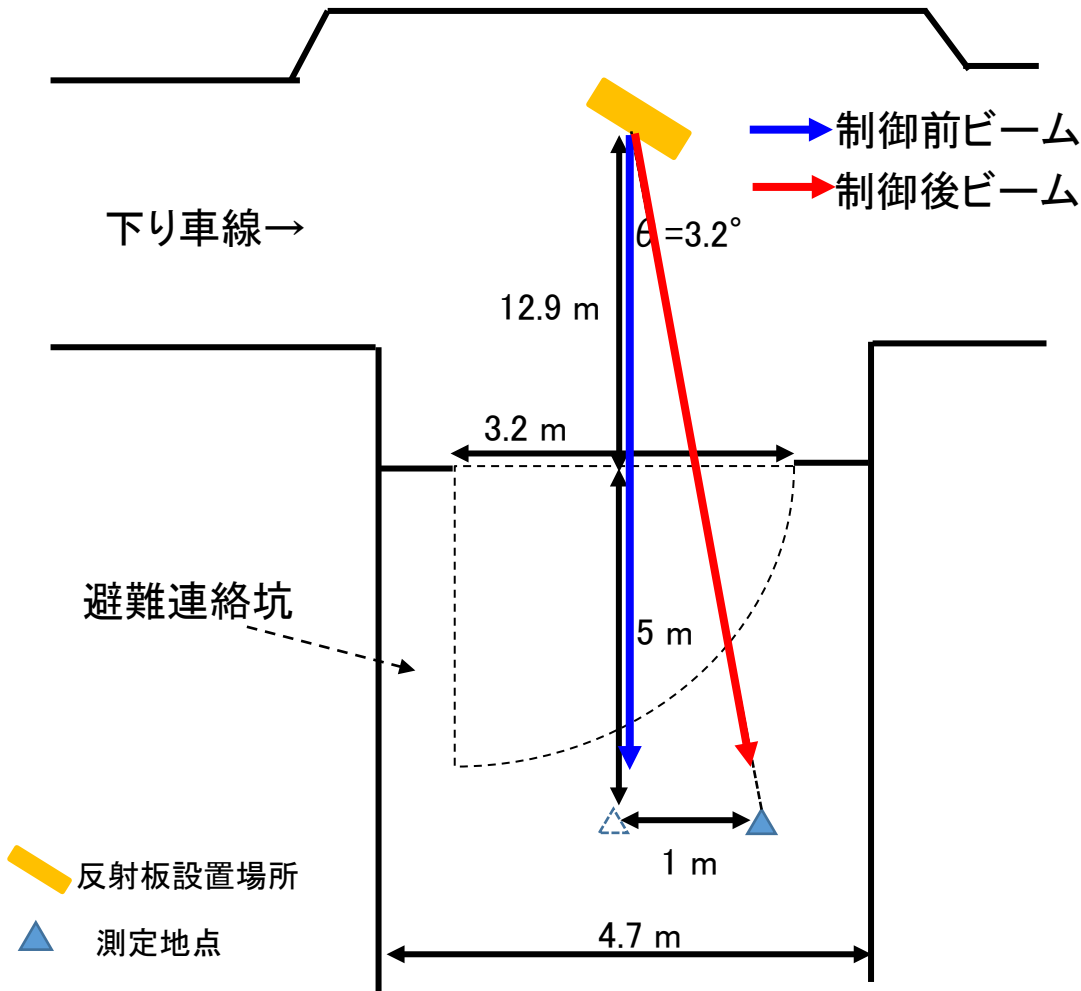 制御前ビーム
制御後ビーム
下り車線→
θ=3.2°
12.9 m
3.2 m
避難連絡坑
5 m
1 m
反射板設置場所
測定地点
4.7 m